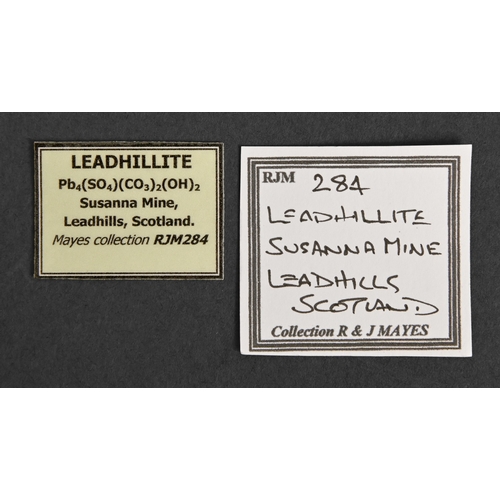 LEADHILLITE
Pb₄(SO₄)(CO₃)₂(OH)₂
Susanna Mine,
Leadhills, Scotland.
Mayes collection RJM284
RJM 284
LEADHILLITE
SUSANNA MINE
LEADHILLS
SCOTLAND
Collection R & J MAYES